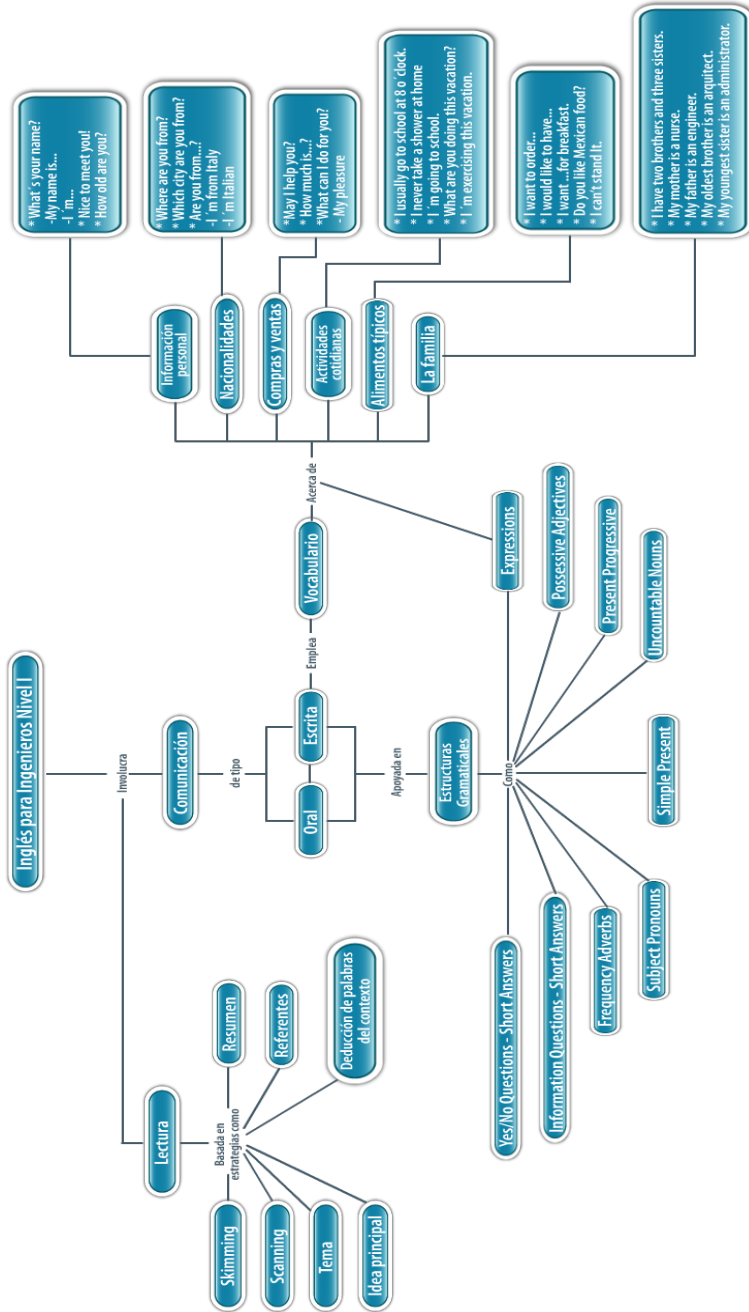 Inglés para Ingenieros Nivel I
Involucra
Lectura
Basada en
estrategias como
Skimming
Scanning
Tema
Idea principal
Resumen
Referentes
Deducción de palabras
del contexto
Comunicación
de tipo
Oral
Escrita
Emplea
Vocabulario
Acerca de
Apoyada en
Estructuras
Gramaticales
Como
Yes/No Questions - Short Answers
Information Questions - Short Answers
Frequency Adverbs
Subject Pronouns
Simple Present
Uncountable Nouns
Present Progressive
Possessive Adjectives
Expressions
Información
personal
* What´s your name?
-My name is...
-I ´m...
* Nice to meet you!
* How old are you?
Nacionalidades
* Where are you from?
* Which city are you from?
* Are you from...?
-I ´m from Italy
-I ´m Italian
Compras y ventas
*May I help you?
* How much is...?
*What can I do for you?
- My pleasure
Actividades
cotidianas
* I usually go to school at 8 o ´clock.
* I never take a shower at home
* I ´m going to school.
* What are you doing this vacation?
* I ´m exercising this vacation.
Alimentos típicos
* I want to order...
* I would like to have...
* I want ...for breakfast.
* Do you like Mexican food?
* I can´t stand It.
La familia
* I have two brothers and three sisters.
* My mother is a nurse.
* My father is an engineer.
* My oldest brother is an arquitect.
* My youngest sister is an administrator.